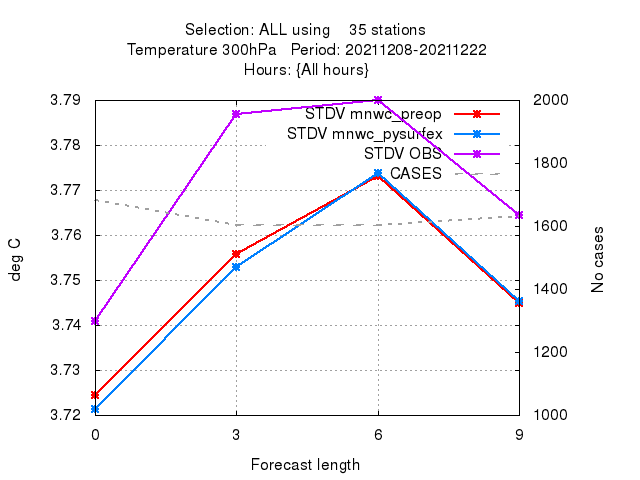 Selection: ALL using    35 stations
Temperature 300hPa   Period: 20211208-20211222
Hours: {All hours}
3.79
3.78
3.77
3.76
3.75
3.74
3.73
3.72
deg C
2000
1800
1600
1400
1200
1000
No cases
STDV mnwc_preop
STDV mnwc_pysurfex
STDV OBS
CASES
0 3 6 9
Forecast length